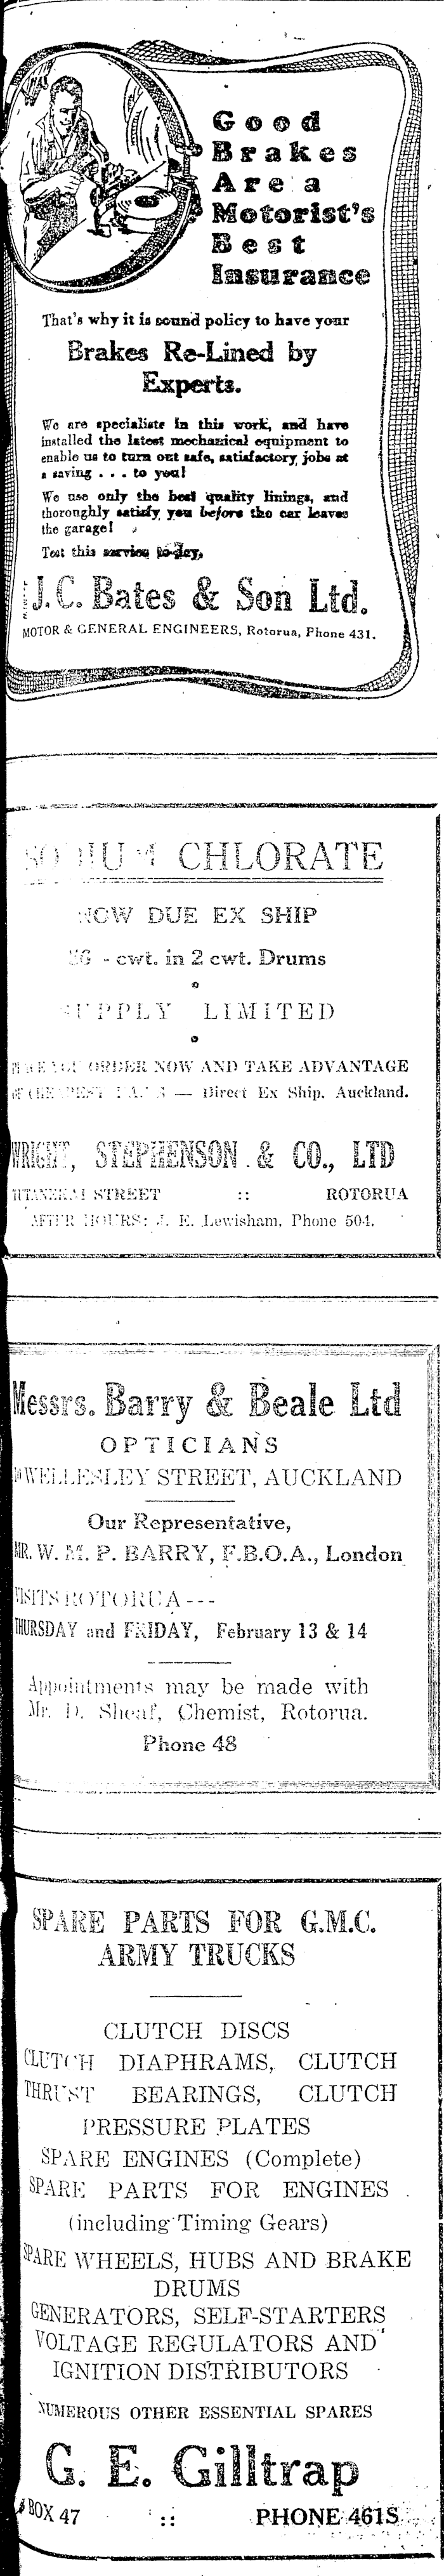 Good
Brakes
Are a
Motorist's
Best
Insurance
That's why it is sound policy to have your
Brakes Re-Lined by
Experts.
We are specialists in this work, and have
installed the latest mechanical equipment to
enable us to turn out safe, satisfactory jobs at
a saving . . . to you!
We use only the best quality linings, and
thoroughly satisfy you before the car leaves
the garage!
Test this service to-day.
J.C. Bates & Son Ltd.
MOTOR & GENERAL ENGINEERS, Rotorua, Phone 431.
SODIUM CHLORATE
NOW DUE EX SHIP
- cwt. in 2 cwt. Drums
SUPPLY LIMITED
ORDER NOW AND TAKE ADVANTAGE
— Direct Ex Ship, Auckland.
WRIGHT, STEPHENSON & CO., LTD
STREET :: ROTORUA
AFTER HOURS: J. E. Lewisham, Phone 504.
Messrs. Barry & Beale Ltd
OPTICIANS
WELLESLEY STREET, AUCKLAND
Our Representative,
MR. W. M. P. BARRY, F.B.O.A., London
VISITS ROTORUA ---
THURSDAY and FRIDAY, February 13 & 14
Appointments may be made with
Mr. D. Sheaf, Chemist, Rotorua.
Phone 48
SPARE PARTS FOR G.M.C.
ARMY TRUCKS
CLUTCH DISCS
CLUTCH DIAPHRAMS, CLUTCH
THRUST BEARINGS, CLUTCH
PRESSURE PLATES
SPARE ENGINES (Complete)
SPARE PARTS FOR ENGINES
(including Timing Gears)
SPARE WHEELS, HUBS AND BRAKE
DRUMS
GENERATORS, SELF-STARTERS
VOLTAGE REGULATORS AND
IGNITION DISTRIBUTORS
NUMEROUS OTHER ESSENTIAL SPARES
G. E. Gilltrap
BOX 47 :: PHONE 461S